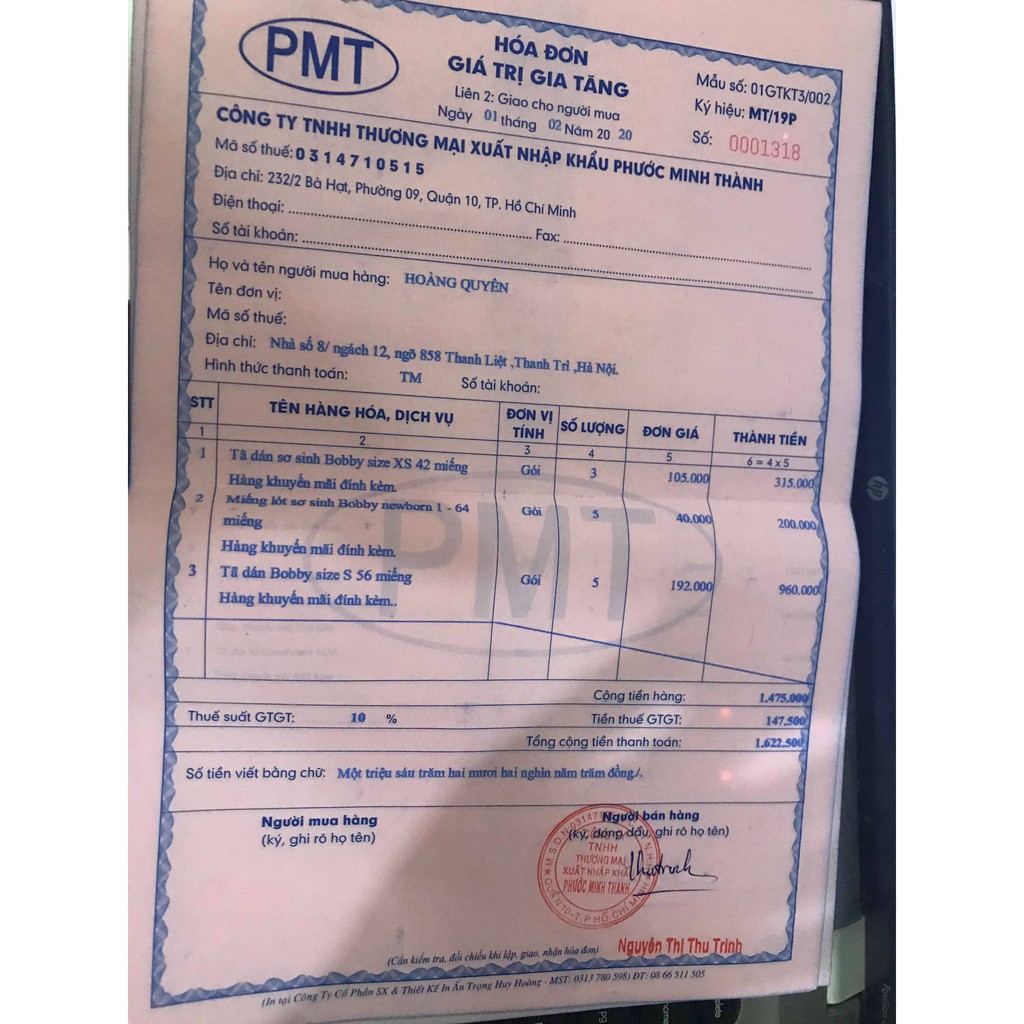 PMT
HÓA ĐƠN
GIÁ TRỊ GIA TĂNG
Liên 2: Giao cho người mua
Ngày 01 tháng 02 Năm 20 20
Mẫu số: 01GTKT3/002
Ký hiệu: MT/19P
Số: 0001318
CÔNG TY TNHH THƯƠNG MẠI XUẤT NHẬP KHẨU PHƯỚC MINH THÀNH
Mã số thuế: 0314710515
Địa chỉ: 232/2 Bà Hạt, Phường 09, Quận 10, TP. Hồ Chí Minh
Điện thoại: Fax:
Số tài khoản:
Họ và tên người mua hàng: HOÀNG QUYÊN
Tên đơn vị:
Mã số thuế:
Địa chỉ: Nhà số 8/ ngách 12, ngõ 858 Thanh Liệt ,Thanh Trì ,Hà Nội.
Hình thức thanh toán: TM Số tài khoản:
STT TÊN HÀNG HÓA, DỊCH VỤ ĐƠN VỊ TÍNH SỐ LƯỢNG ĐƠN GIÁ THÀNH TIỀN
1 2 3 4 5 6 = 4 x 5
1 Tã dán sơ sinh Bobby size XS 42 miếng Gói 3 105.000 315.000
Hàng khuyến mãi đính kèm.
2 Miếng lót sơ sinh Bobby newborn 1 - 64 Gói 5 40.000 200.000
miếng
Hàng khuyến mãi đính kèm.
3 Tã dán Bobby size S 56 miếng Gói 5 192.000 960.000
Hàng khuyến mãi đính kèm..
PMT
Cộng tiền hàng: 1.475.000
Thuế suất GTGT: 10 % Tiền thuế GTGT: 147.500
Tổng cộng tiền thanh toán: 1.622.500
Số tiền viết bằng chữ: Một triệu sáu trăm hai mươi hai nghìn năm trăm đồng/.
Người mua hàng
(ký, ghi rõ họ tên)
Người bán hàng
(ký, đóng dấu, ghi rõ họ tên)
TNHH
THƯƠNG MẠI
XUẤT NHẬP KHẨU
PHƯỚC MINH THÀNH
QUẬN 10 - T.P HỒ CHÍ MINH
Nguyễn Thị Thu Trinh
(Cần kiểm tra, đối chiếu khi lập, giao, nhận hóa đơn)
(In tại Công Ty Cổ Phần SX & Thiết Kế In Ấn Trọng Huy Hoàng - MST: 0313 780 598) ĐT: 08 66 511 505
hp